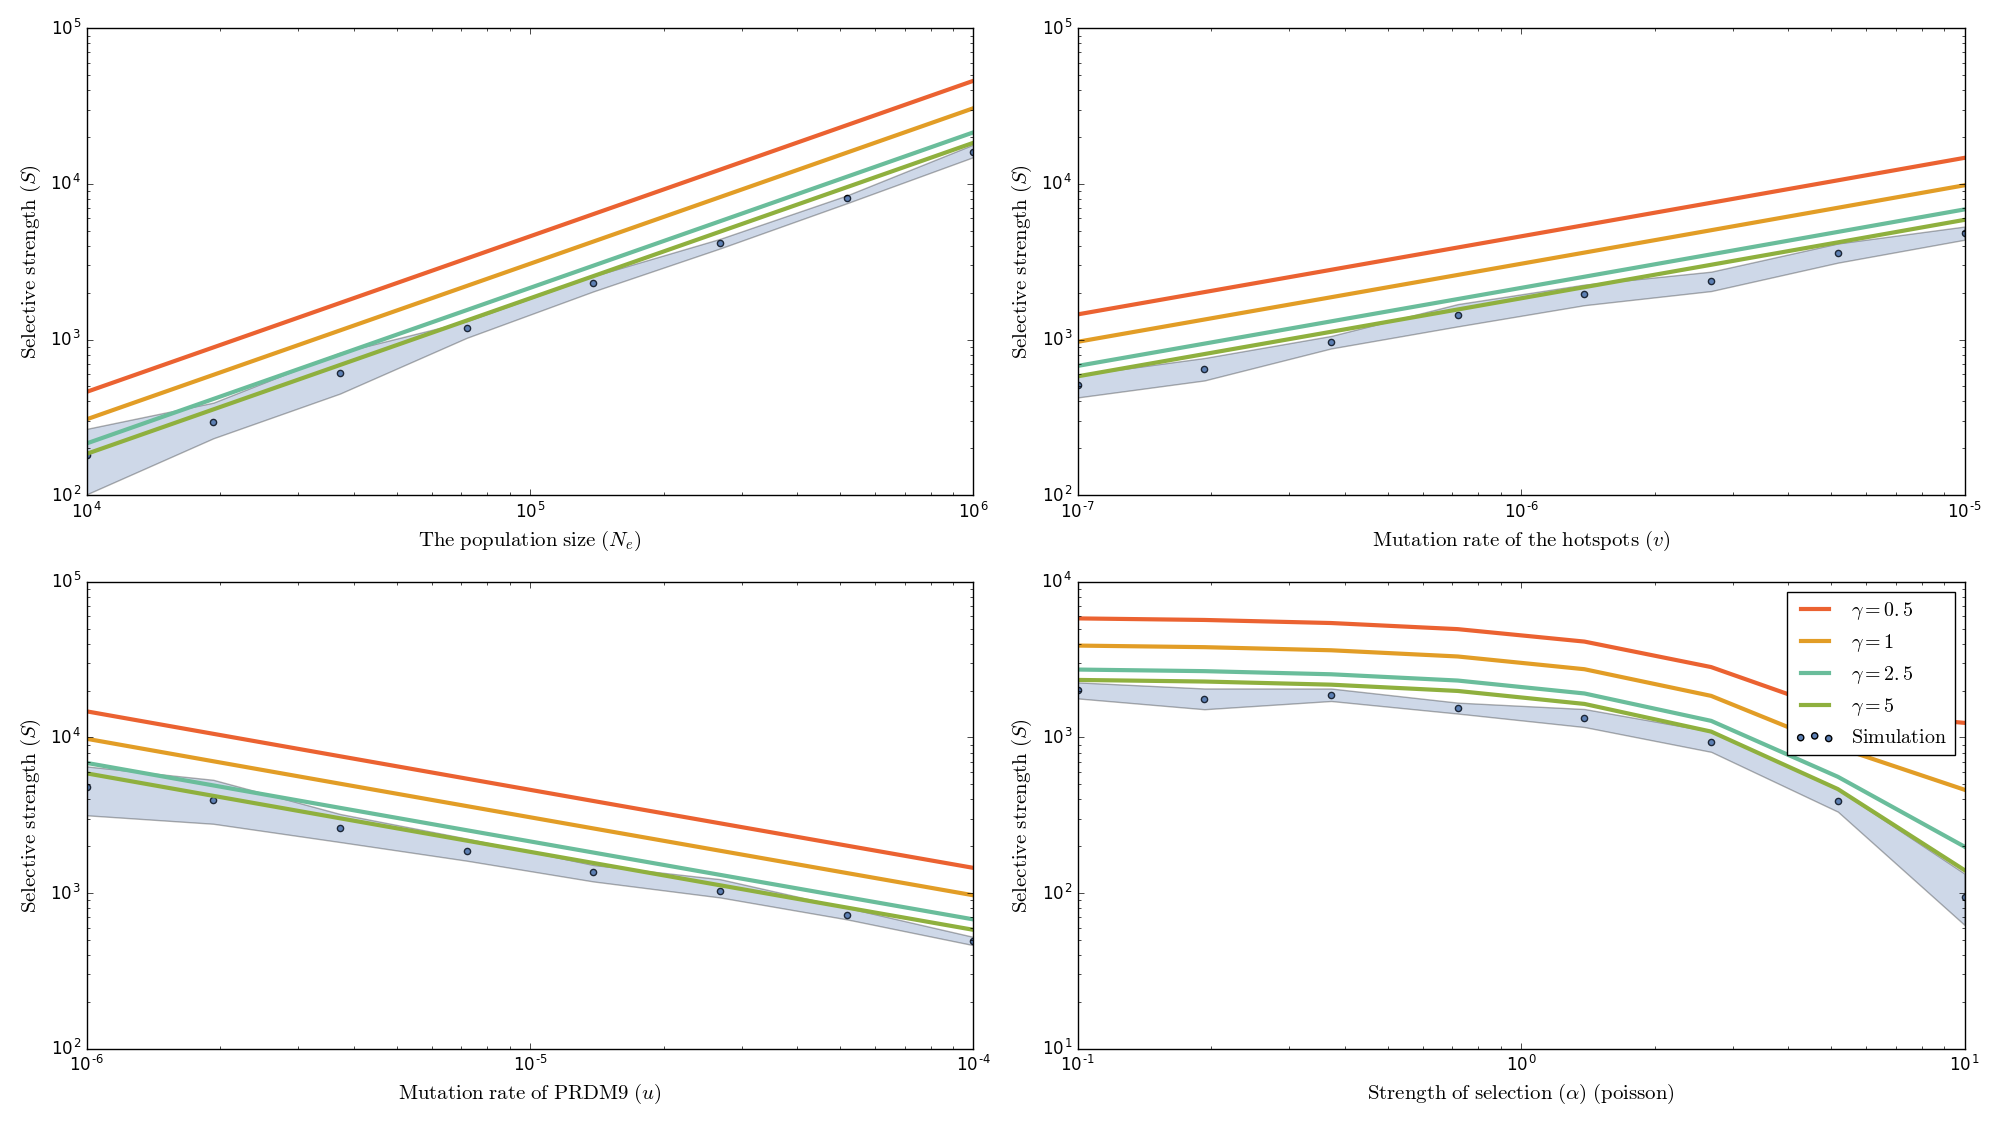 10^5
10^4
10^3
10^2
Selective strength (S)
10^4 10^5 10^6
The population size (N_e)
10^5
10^4
10^3
10^2
Selective strength (S)
10^-7 10^-6 10^-5
Mutation rate of the hotspots (v)
10^5
10^4
10^3
10^2
Selective strength (S)
10^-6 10^-5 10^-4
Mutation rate of PRDM9 (u)
10^4
10^3
10^2
10^1
Selective strength (S)
γ = 0.5
γ = 1
γ = 2.5
γ = 5
Simulation
10^-1 10^0 10^1
Strength of selection (α) (poisson)